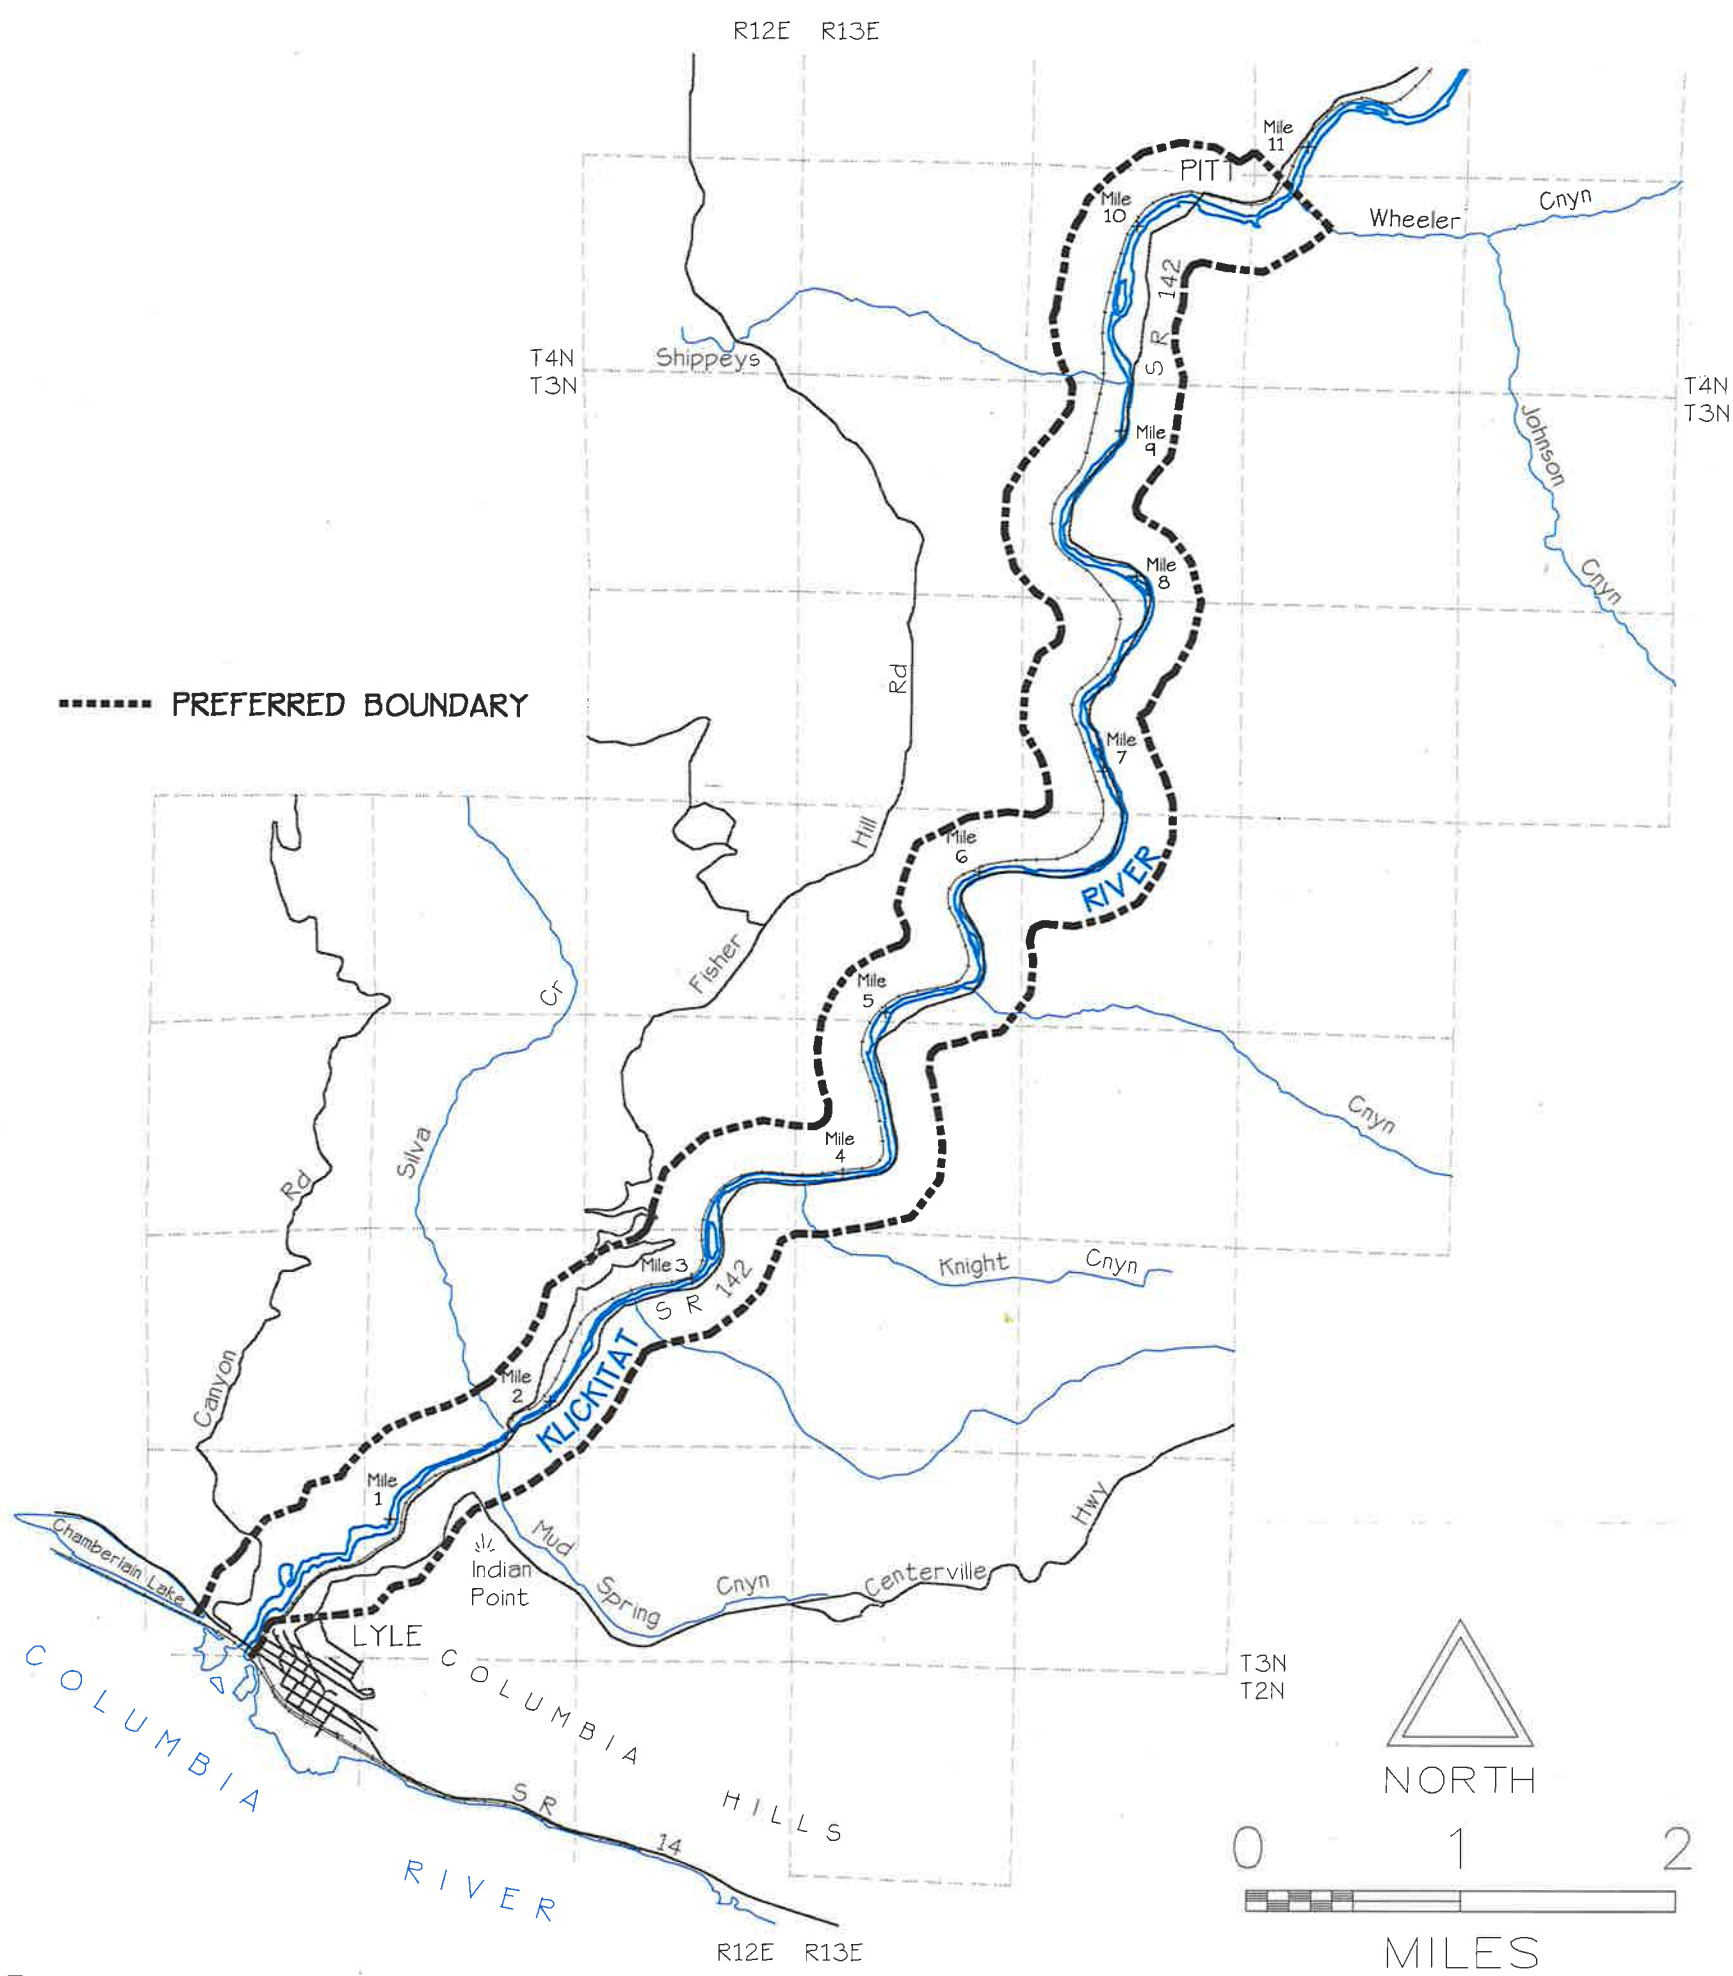 R12E R13E
Mile
11
PITT
Mile
10
Cnyn
Wheeler
S R 142
T4N
T3N
Shippeys
T4N
T3N
Mile
9
Johnson
Cnyn
Mile
8
Rd
PREFERRED BOUNDARY
Mile
7
Hill
Mile
6
RIVER
Fisher
Cr
Mile
5
Silva
Cnyn
Mile
4
Rd
Knight Cnyn
Mile 3
S R 142
Canyon
Mile
2
KLICKITAT
Mile
1
Hwy
Chamberlain Lake
Mud
Spring
Cnyn
Centerville
Indian
Point
LYLE
COLUMBIA
HILLS
T3N
T2N
COLUMBIA
RIVER
S R
14
NORTH
0 1 2
MILES
R12E R13E